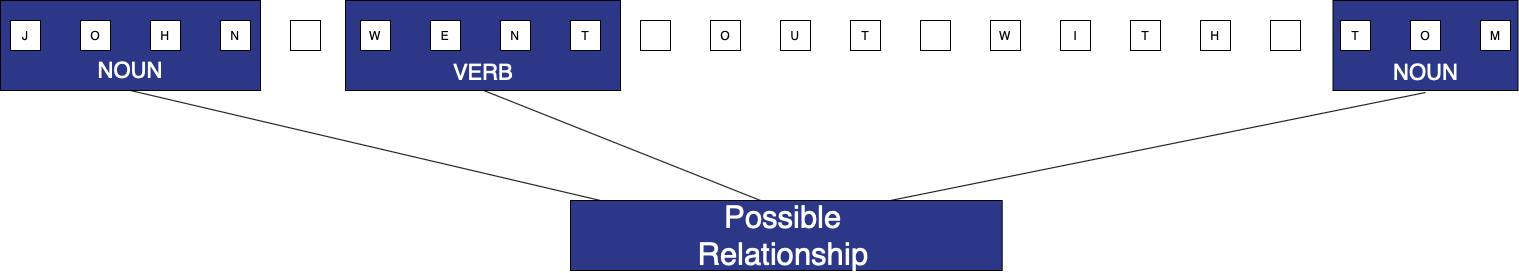 J O H N W E N T O U T W I T H T O M
NOUN VERB NOUN
Possible
Relationship